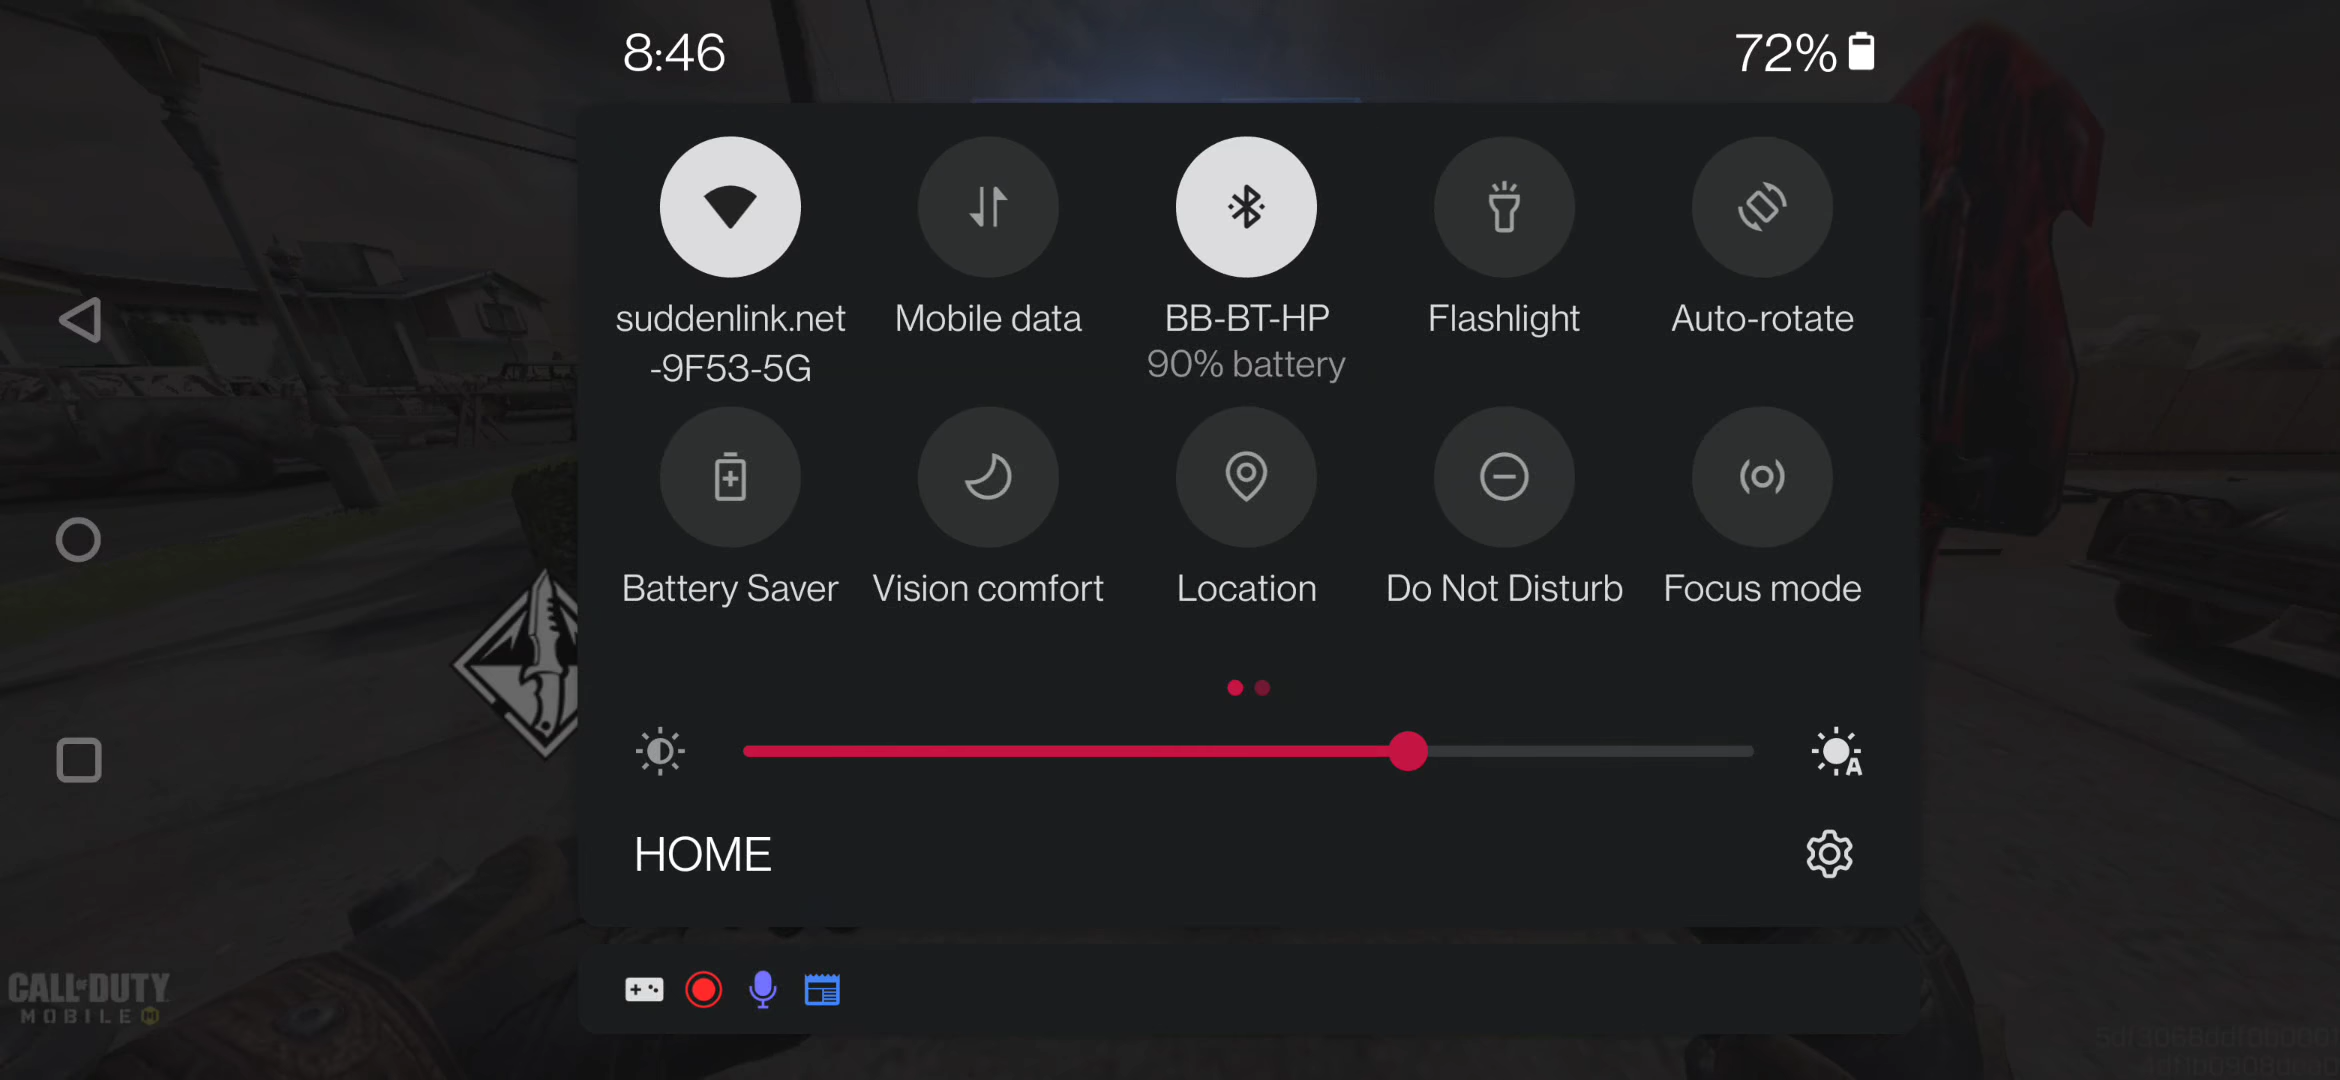 8:46
72%
suddenlink.net
-9F53-5G
Mobile data
BB-BT-HP
90% battery
Flashlight
Auto-rotate
Battery Saver
Vision comfort
Location
Do Not Disturb
Focus mode
A
HOME
CALL OF DUTY
MOBILE